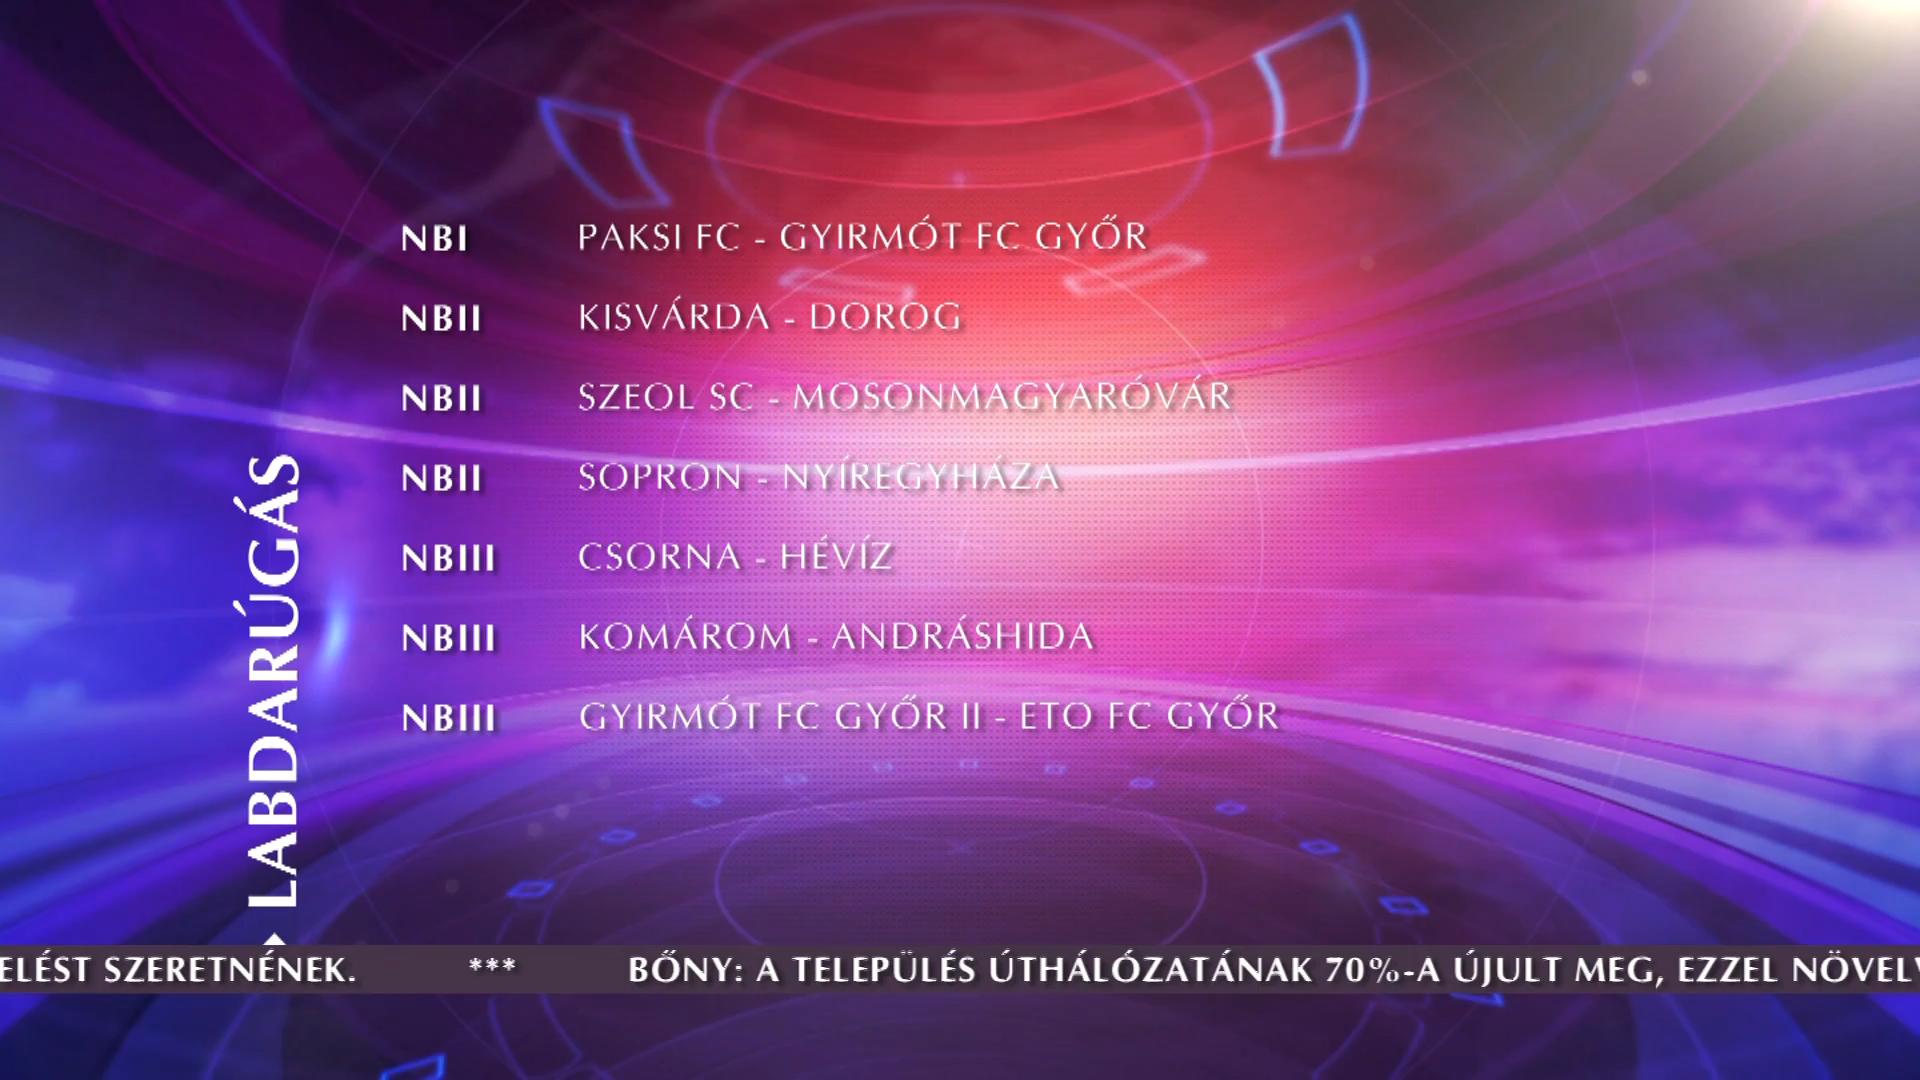 LABDARÚGÁS
NBI PAKSI FC - GYIRMÓT FC GYŐR
NBII KISVÁRDA - DOROG
NBII SZEOL SC - MOSONMAGYARÓVÁR
NBII SOPRON - NYÍREGYHÁZA
NBIII CSORNA - HÉVÍZ
NBIII KOMÁROM - ANDRÁSHIDA
NBIII GYIRMÓT FC GYŐR II - ETO FC GYŐR
ELÉST SZERETNÉNEK. *** BŐNY: A TELEPÜLÉS ÚTHÁLÓZATÁNAK 70%-A ÚJULT MEG, EZZEL NÖVEL